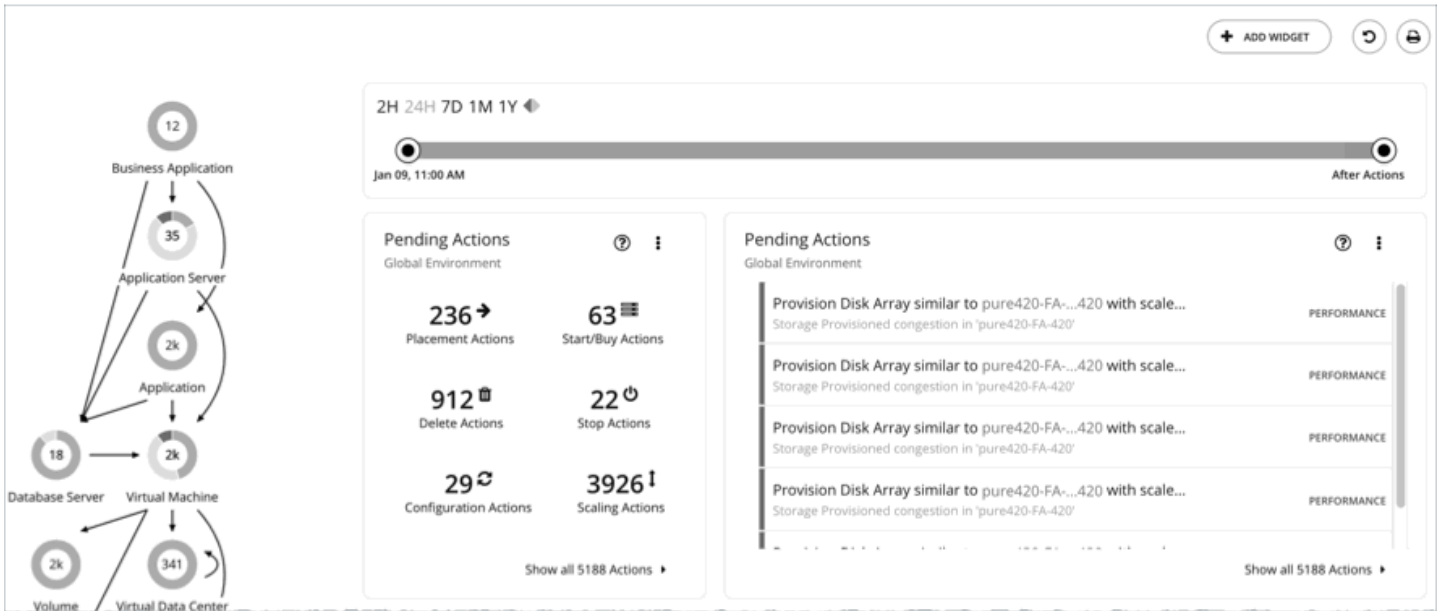 ADD WIDGET
2H 24H 7D 1M 1Y
Jan 09, 11:00 AM
After Actions
12
Business Application
35
Application Server
2k
Application
18
Database Server
2k
Virtual Machine
2k
Volume
341
Virtual Data Center
Pending Actions
Global Environment
236
Placement Actions
63
Start/Buy Actions
912
Delete Actions
22
Stop Actions
29
Configuration Actions
3926
Scaling Actions
Show all 5188 Actions
Pending Actions
Global Environment
Provision Disk Array similar to pure420-FA-...420 with scale...
Storage Provisioned congestion in 'pure420-FA-420'
PERFORMANCE
Provision Disk Array similar to pure420-FA-...420 with scale...
Storage Provisioned congestion in 'pure420-FA-420'
PERFORMANCE
Provision Disk Array similar to pure420-FA-...420 with scale...
Storage Provisioned congestion in 'pure420-FA-420'
PERFORMANCE
Provision Disk Array similar to pure420-FA-...420 with scale...
Storage Provisioned congestion in 'pure420-FA-420'
PERFORMANCE
Show all 5188 Actions